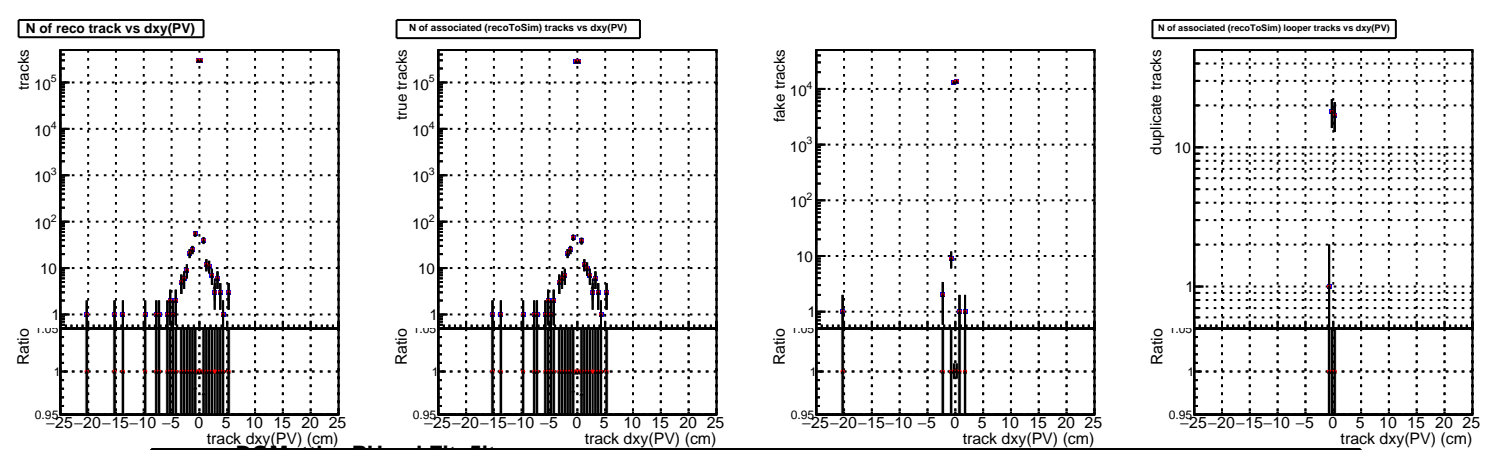 N of reco track vs dxy(PV)
tracks
10^5
10^4
10^3
10^2
10
1
Ratio
1.05
1
0.95
−25 −20 −15 −10 −5 0 5 10 15 20 25
track dxy(PV) (cm)
N of associated (recoToSim) tracks vs dxy(PV)
true tracks
10^5
10^4
10^3
10^2
10
1
Ratio
1.05
1
0.95
−25 −20 −15 −10 −5 0 5 10 15 20 25
track dxy(PV) (cm)
fake tracks
10^4
10^3
10^2
10
1
Ratio
1.05
1
0.95
−25 −20 −15 −10 −5 0 5 10 15 20 25
track dxy(PV) (cm)
N of associated (recoToSim) looper tracks vs dxy(PV)
duplicate tracks
10
1
Ratio
1.05
1
0.95
−25 −20 −15 −10 −5 0 5 10 15 20 25
track dxy(PV) (cm)